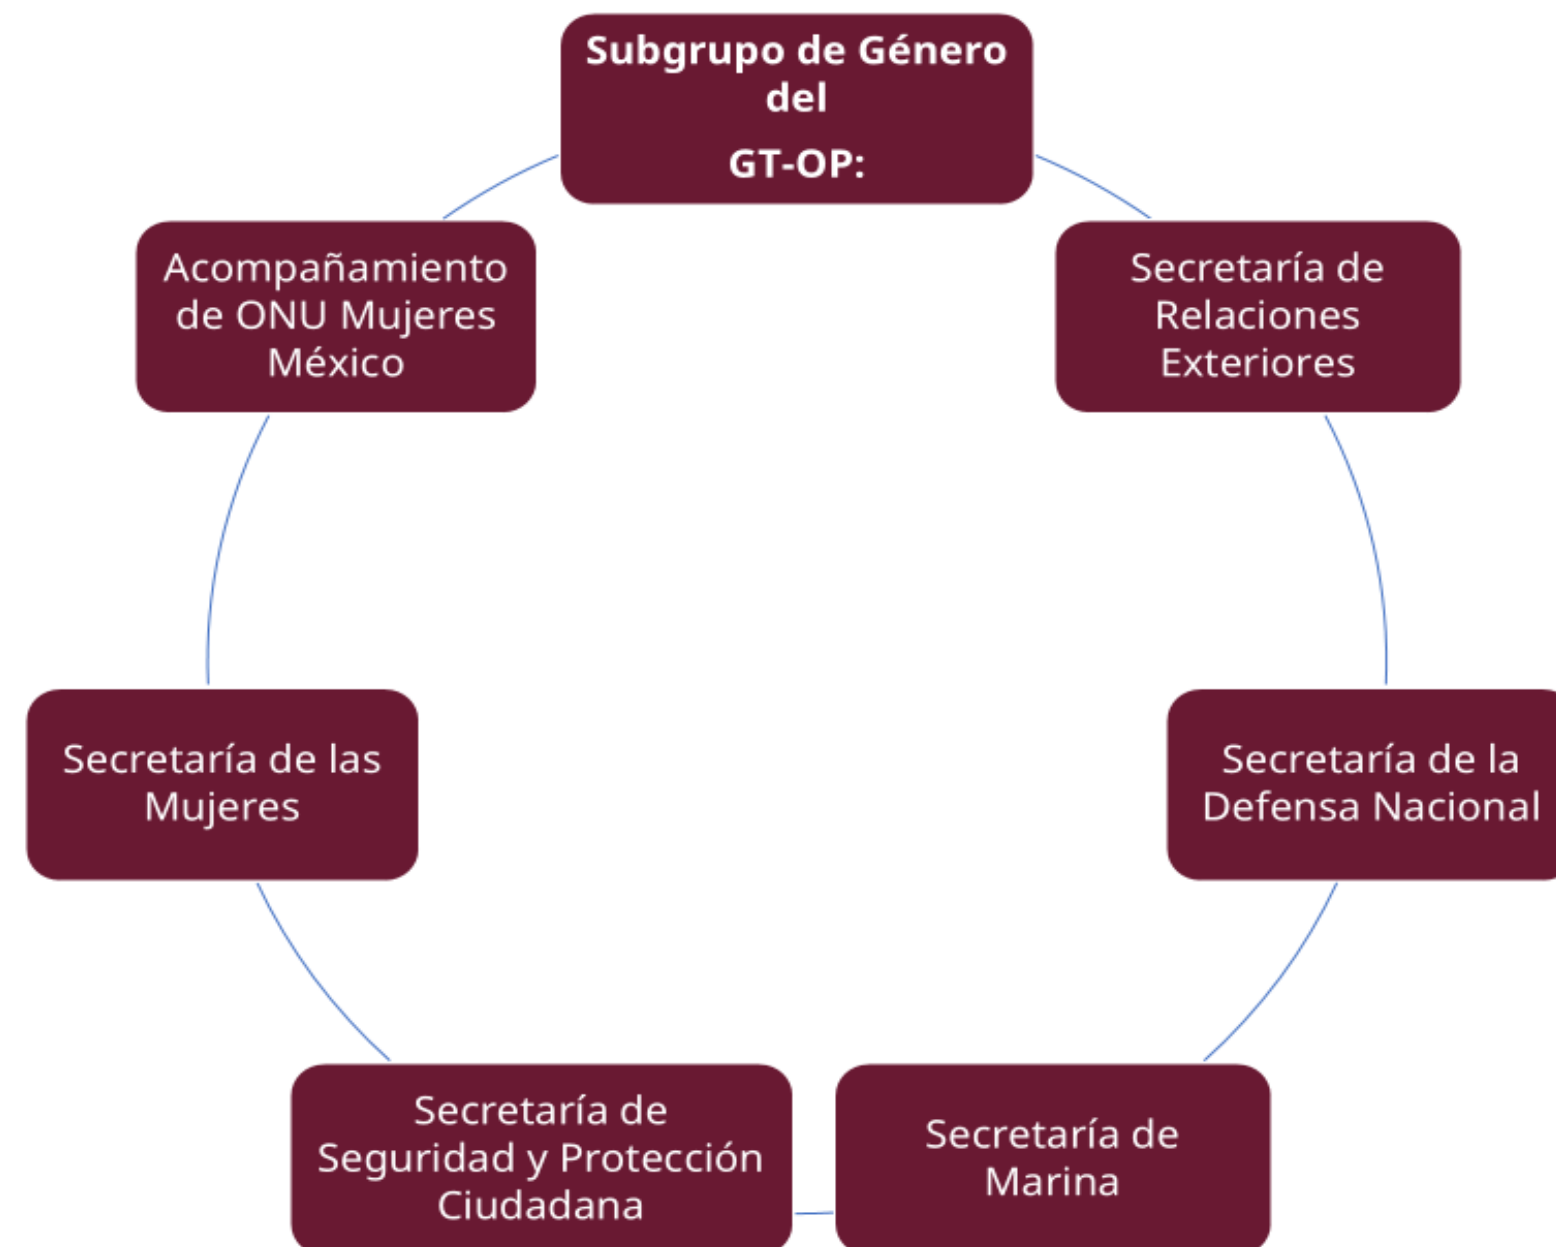 Subgrupo de Género
del
GT-OP:
Secretaría de
Relaciones
Exteriores
Secretaría de la
Defensa Nacional
Secretaría de
Marina
Secretaría de
Seguridad y Protección
Ciudadana
Secretaría de las
Mujeres
Acompañamiento
de ONU Mujeres
México